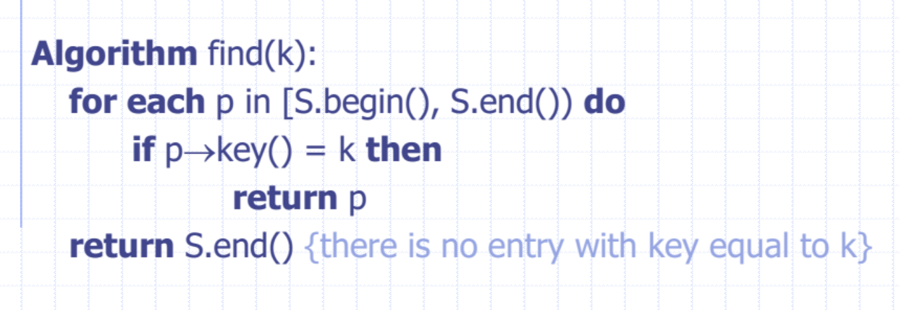 Algorithm find(k):
for each p in [S.begin(), S.end()) do
if p→key() = k then
return p
return S.end() {there is no entry with key equal to k}